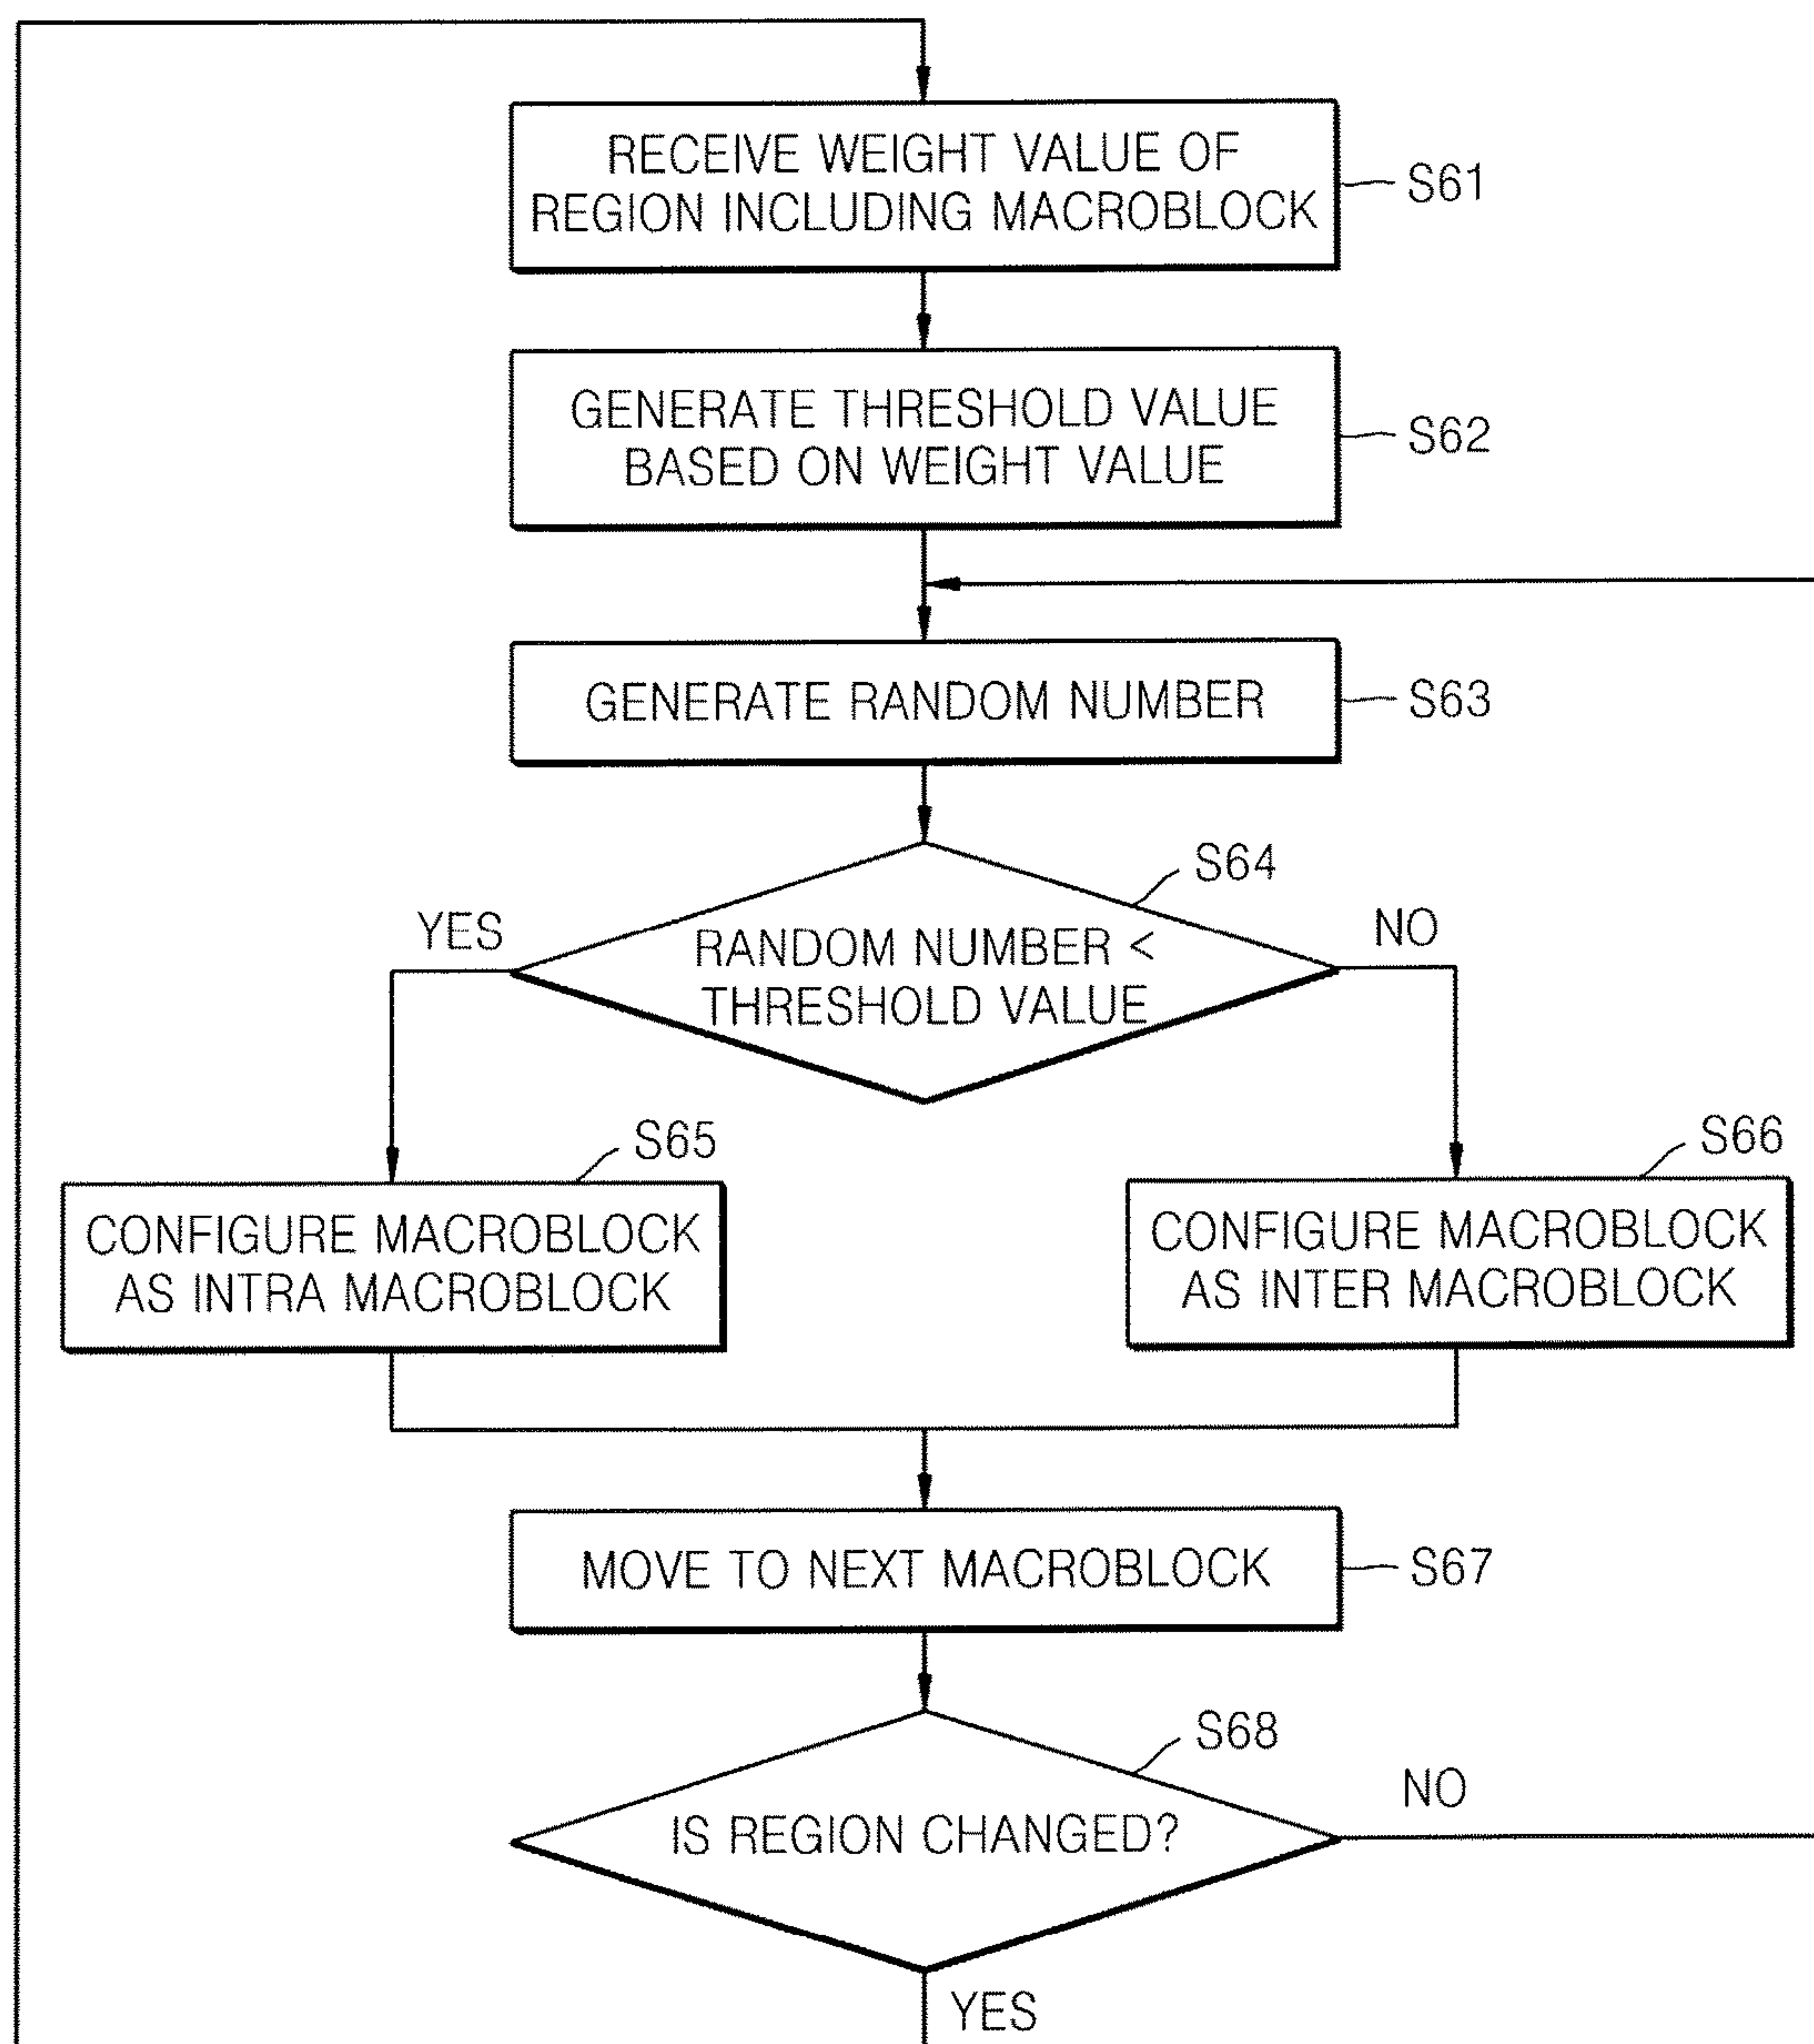 RECEIVE WEIGHT VALUE OF
REGION INCLUDING MACROBLOCK
S61
GENERATE THRESHOLD VALUE
BASED ON WEIGHT VALUE
S62
GENERATE RANDOM NUMBER
S63
S64
YES
NO
RANDOM NUMBER <
THRESHOLD VALUE
S65
S66
CONFIGURE MACROBLOCK
AS INTRA MACROBLOCK
CONFIGURE MACROBLOCK
AS INTER MACROBLOCK
MOVE TO NEXT MACROBLOCK
S67
S68
NO
IS REGION CHANGED?
YES